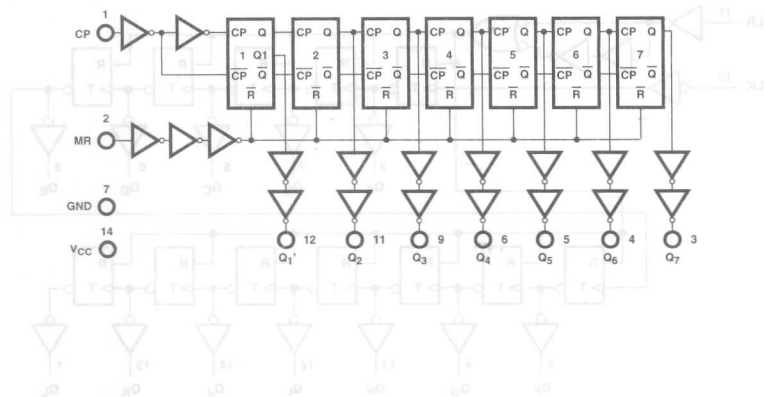 1
CP
CP Q CP Q CP Q CP Q CP Q CP Q CP Q
1 Q1 2 3 4 5 6 7
CP Q CP Q CP Q CP Q CP Q CP Q CP Q
R R R R R R R
2
MR
7
GND
14
VCC
12 11 9 6 5 4 3
Q1' Q2 Q3 Q4 Q5 Q6 Q7